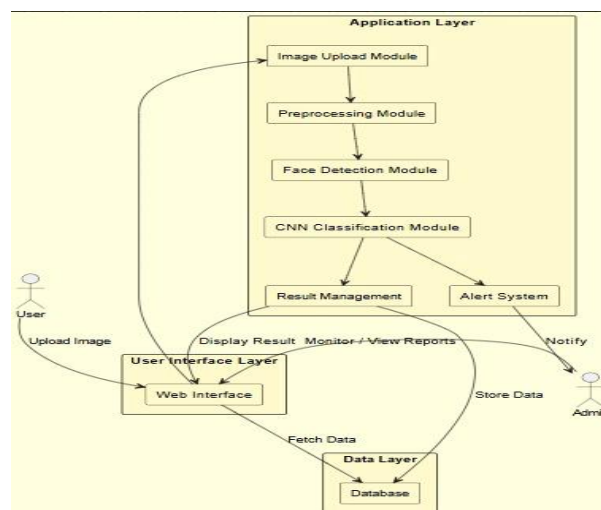 Application Layer
Image Upload Module
Preprocessing Module
Face Detection Module
CNN Classification Module
Result Management
Alert System
User
Upload Image
Display Result
Monitor / View Reports
Notify
User Interface Layer
Web Interface
Store Data
Admi
Fetch Data
Data Layer
Database